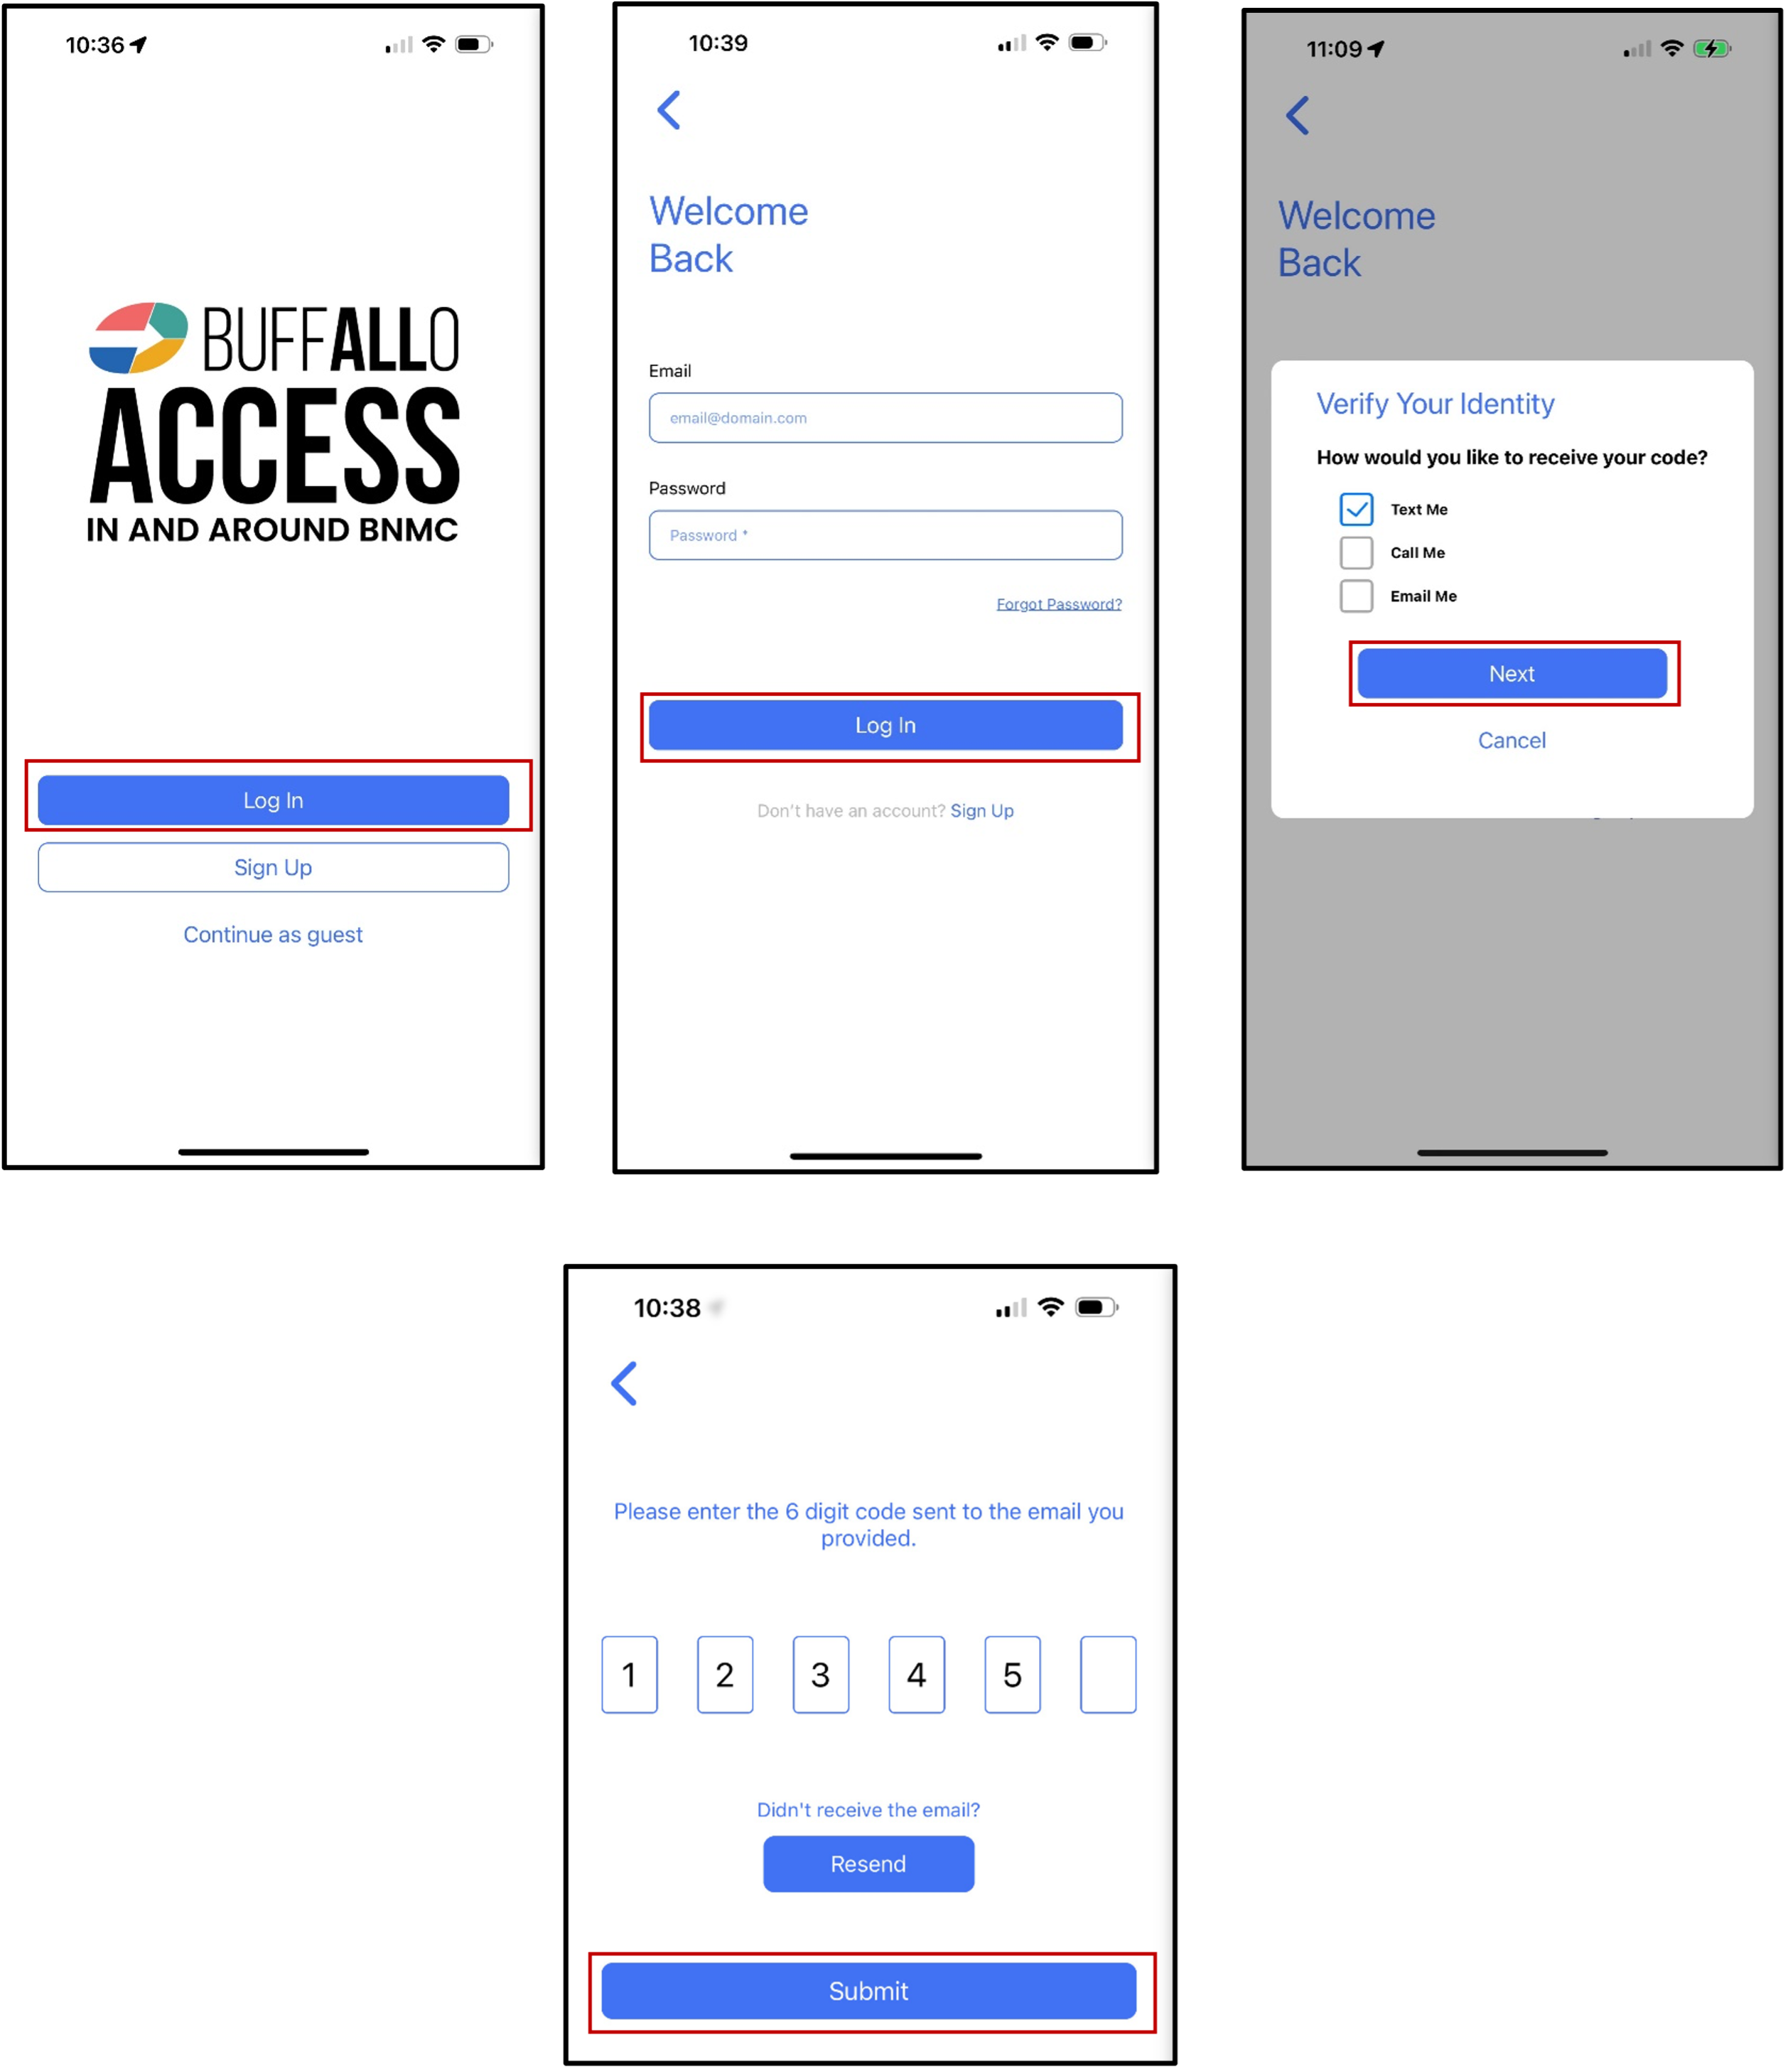 10:36
BUFFALLO
ACCESS
IN AND AROUND BNMC
Log In
Sign Up
Continue as guest
10:39
Welcome
Back
Email
email@domain.com
Password
Password *
Forgot Password?
Log In
Don't have an account? Sign Up
11:09
Welcome
Back
Verify Your Identity
How would you like to receive your code?
Text Me
Call Me
Email Me
Next
Cancel
10:38
Please enter the 6 digit code sent to the email you
provided.
1 2 3 4 5
Didn't receive the email?
Resend
Submit